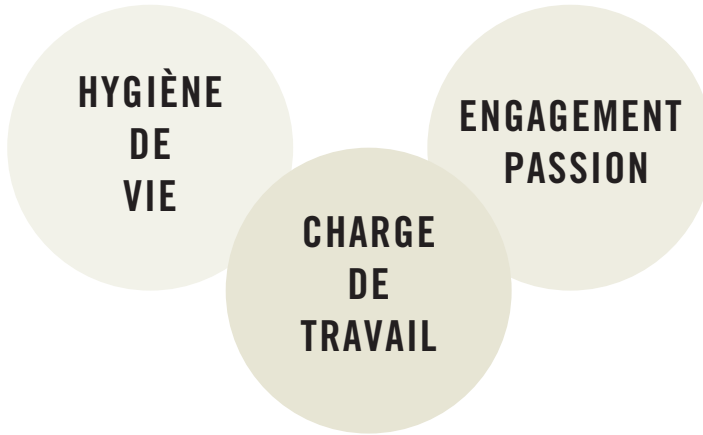 HYGIÈNE
DE
VIE
ENGAGEMENT
PASSION
CHARGE
DE
TRAVAIL